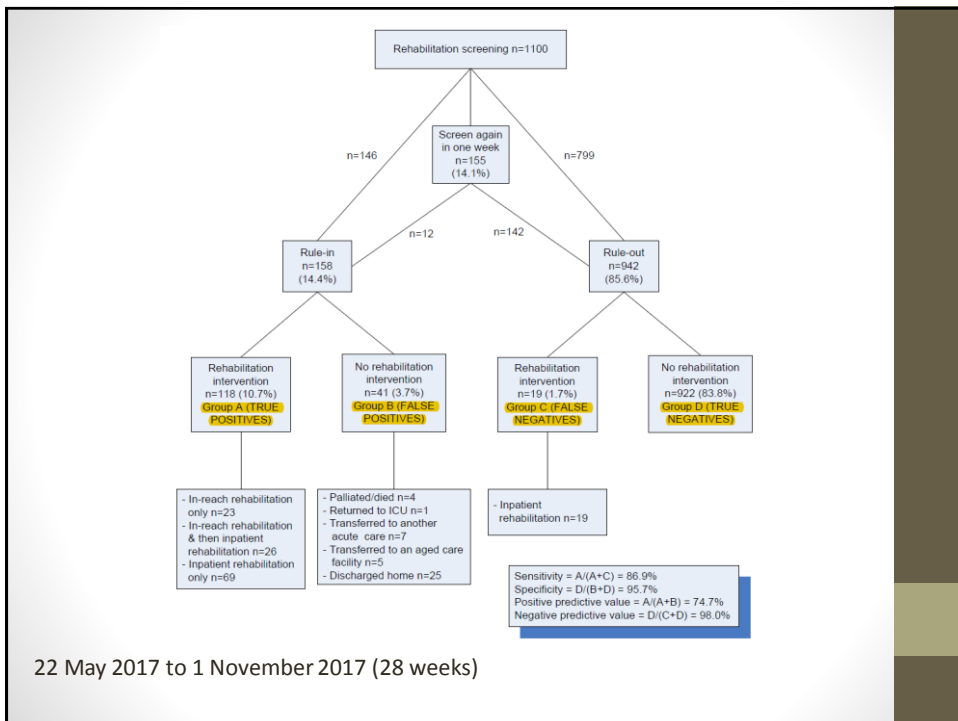 Rehabilitation screening n=1100
Screen again
in one week
n=155
(14.1%)
n=146
n=799
n=12
n=142
Rule-in
n=158
(14.4%)
Rule-out
n=942
(85.6%)
Rehabilitation
intervention
n=118 (10.7%)
Group A (TRUE
POSITIVES)
No rehabilitation
intervention
n=41 (3.7%)
Group B (FALSE
POSITIVES)
Rehabilitation
intervention
n=19 (1.7%)
Group C (FALSE
NEGATIVES)
No rehabilitation
intervention
n=922 (83.8%)
Group D (TRUE
NEGATIVES)
- In-reach rehabilitation
only n=23
- In-reach rehabilitation
& then inpatient
rehabilitation n=26
- Inpatient rehabilitation
only n=69
- Palliated/died n=4
- Returned to ICU n=1
- Transferred to another
acute care n=7
- Transferred to an aged care
facility n=5
- Discharged home n=25
- Inpatient
rehabilitation n=19
Sensitivity = A/(A+C) = 86.9%
Specificity = D/(B+D) = 95.7%
Positive predictive value = A/(A+B) = 74.7%
Negative predictive value = D/(C+D) = 98.0%
22 May 2017 to 1 November 2017 (28 weeks)